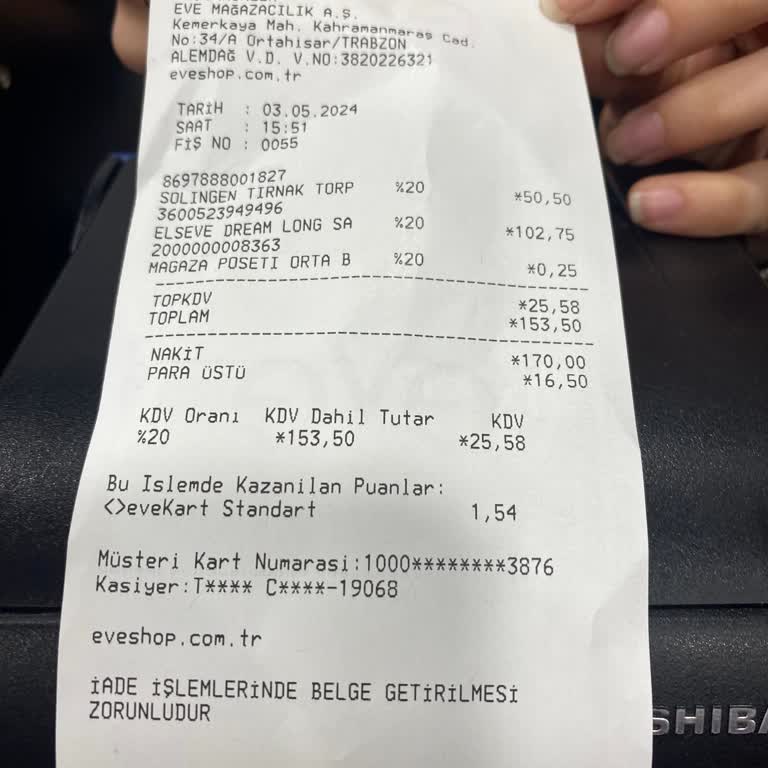 EVE MAĞAZACILIK A.Ş.
Kemerkaya Mah. Kahramanmaraş Cad.
No:34/A Ortahisar/TRABZON
ALEMDAĞ V.D. V.NO:3820226321
eveshop.com.tr
TARİH : 03.05.2024
SAAT : 15:51
FİŞ NO : 0055
8697888001827
SOLINGEN TIRNAK TORP %20 *50,50
3600523949496
ELSEVE DREAM LONG SA %20 *102,75
2000000008363
MAGAZA POSETI ORTA B %20 *0,25
TOPKDV *25,58
TOPLAM *153,50
NAKİT *170,00
PARA ÜSTÜ *16,50
KDV Oranı KDV Dahil Tutar KDV
%20 *153,50 *25,58
Bu Islemde Kazanilan Puanlar:
<>eveKart Standart 1,54
Müsteri Kart Numarasi:1000********3876
Kasiyer:T**** C****-19068
eveshop.com.tr
İADE İŞLEMLERİNDE BELGE GETİRİLMESİ
ZORUNLUDUR
SHIBA